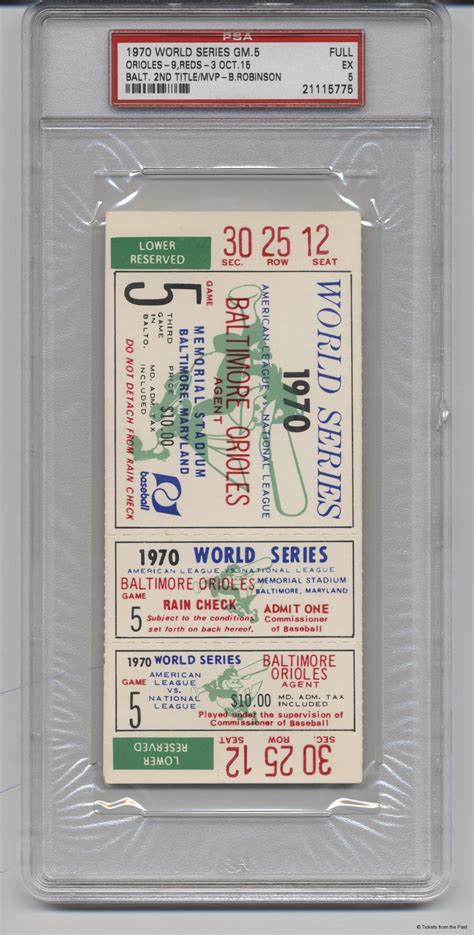 PSA
1970 WORLD SERIES GM.5 FULL
ORIOLES-9,REDS-3 OCT.15 EX
BALT. 2ND TITLE/MVP-B.ROBINSON 5
21115775
LOWER RESERVED
30 25 12
SEC. ROW SEAT
WORLD SERIES
1970
AMERICAN LEAGUE VS. NATIONAL LEAGUE
BALTIMORE ORIOLES
AGENT
MEMORIAL STADIUM
BALTIMORE, MARYLAND
GAME
5
THIRD GAME IN BALTO.
PRICE $10.00
MD. ADM. TAX INCLUDED
DO NOT DETACH FROM RAIN CHECK
baseball
1970 WORLD SERIES
AMERICAN LEAGUE VS. NATIONAL LEAGUE
BALTIMORE ORIOLES MEMORIAL STADIUM
BALTIMORE, MARYLAND
GAME
5
RAIN CHECK ADMIT ONE
Subject to the conditions Commissioner
set forth on back hereof. of Baseball
1970 WORLD SERIES BALTIMORE
ORIOLES
AMERICAN LEAGUE VS. NATIONAL LEAGUE
AGENT
GAME
5
$10.00 MD. ADM. TAX INCLUDED
Played under the supervision of
Commissioner of Baseball
LOWER RESERVED
30 25 12
SEC. ROW SEAT
© Tickets from the Past